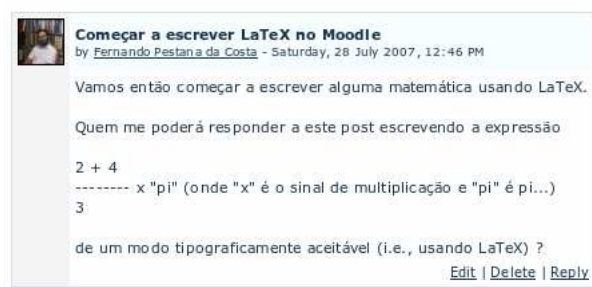 Começar a escrever LaTeX no Moodle
by Fernando Pestana da Costa - Saturday, 28 July 2007, 12:46 PM
Vamos então começar a escrever alguma matemática usando LaTeX.
Quem me poderá responder a este post escrevendo a expressão
2 + 4
-------- x "pi" (onde "x" é o sinal de multiplicação e "pi" é pi...)
3
de um modo tipograficamente aceitável (i.e., usando LaTeX) ?
Edit | Delete | Reply